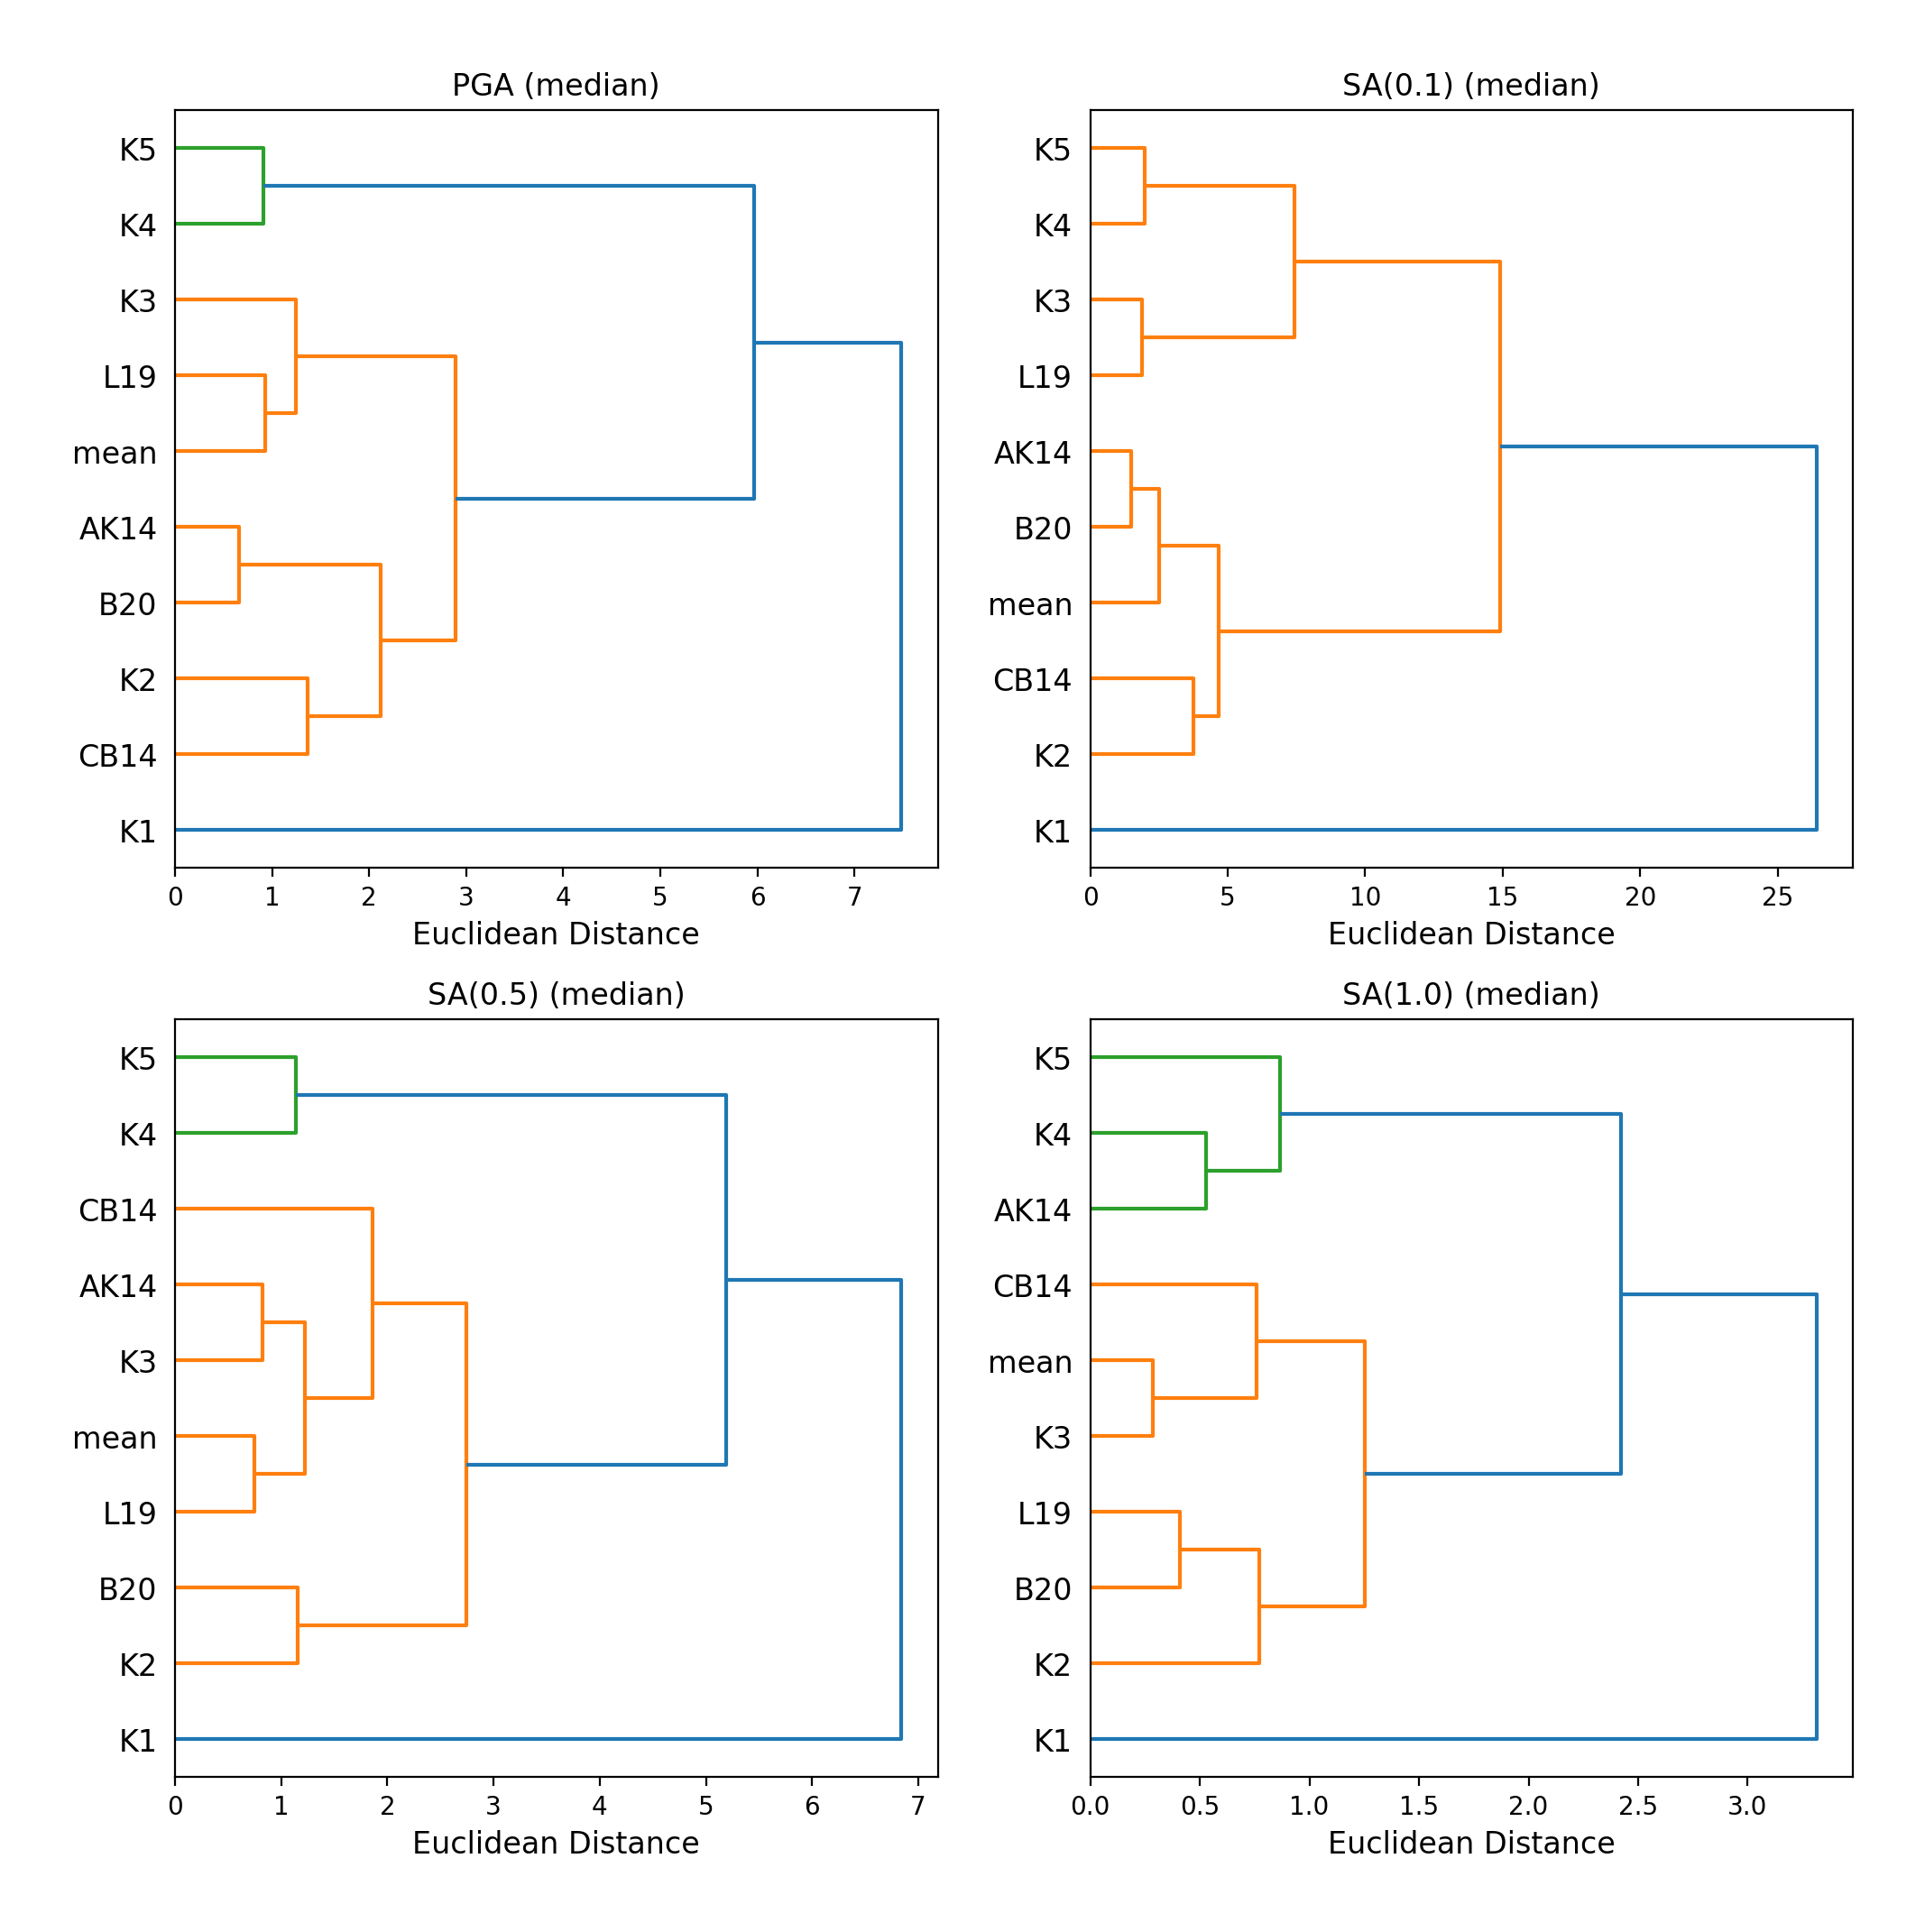 PGA (median)
K5
K4
K3
L19
mean
AK14
B20
K2
CB14
K1
0 1 2 3 4 5 6 7
Euclidean Distance
SA(0.1) (median)
K5
K4
K3
L19
AK14
B20
mean
CB14
K2
K1
0 5 10 15 20 25
Euclidean Distance
SA(0.5) (median)
K5
K4
CB14
AK14
K3
mean
L19
B20
K2
K1
0 1 2 3 4 5 6 7
Euclidean Distance
SA(1.0) (median)
K5
K4
AK14
CB14
mean
K3
L19
B20
K2
K1
0.0 0.5 1.0 1.5 2.0 2.5 3.0
Euclidean Distance